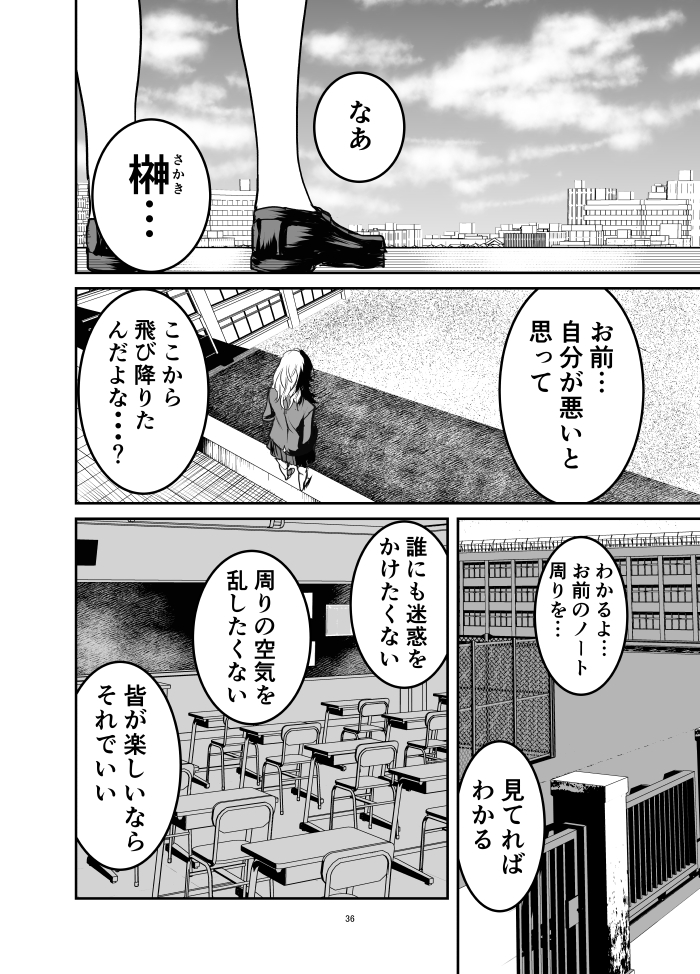 なあ
榊・・・
さかき
お前…
自分が悪いと
思って
ここから
飛び降りた
んだよな・・・？
わかるよ…
お前のノート
周りを…
見てれば
わかる
誰にも迷惑を
かけたくない
周りの空気を
乱したくない
皆が楽しいなら
それでいい
36